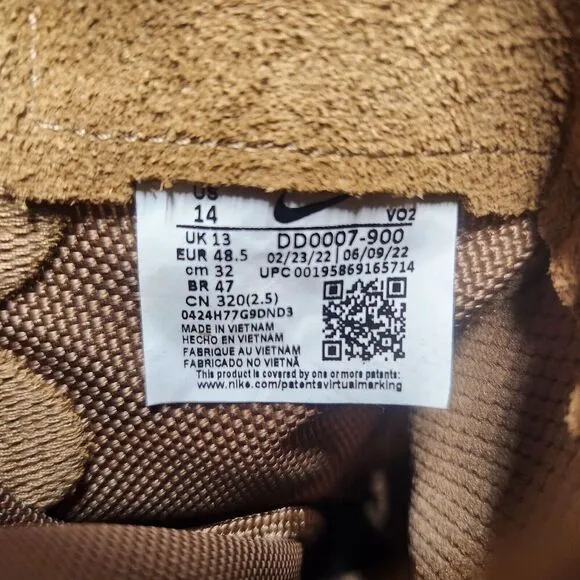 US
14
VO2
UK 13
DD0007-900
EUR 48.5
02/23/22 | 06/09/22
cm 32
UPC 00195869165714
BR 47
CN 320(2.5)
0424H77G9DND3
MADE IN VIETNAM
HECHO EN VIETNAM
FABRIQUE AU VIETNAM
FABRICADO NO VIETNÃ
This product is covered by one or more patents:
www.nike.com/patentsvirtualmarking